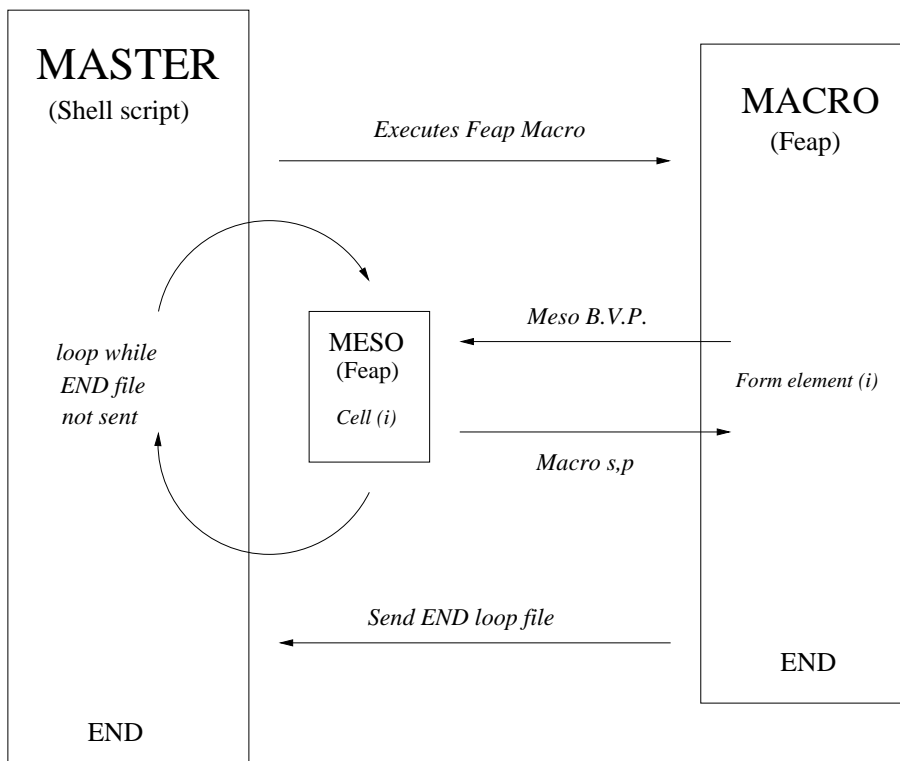 MASTER
(Shell script)
MACRO
(Feap)
Executes Feap Macro
loop while
END file
not sent
MESO
(Feap)
Cell (i)
Meso B.V.P.
Form element (i)
Macro s,p
Send END loop file
END
END